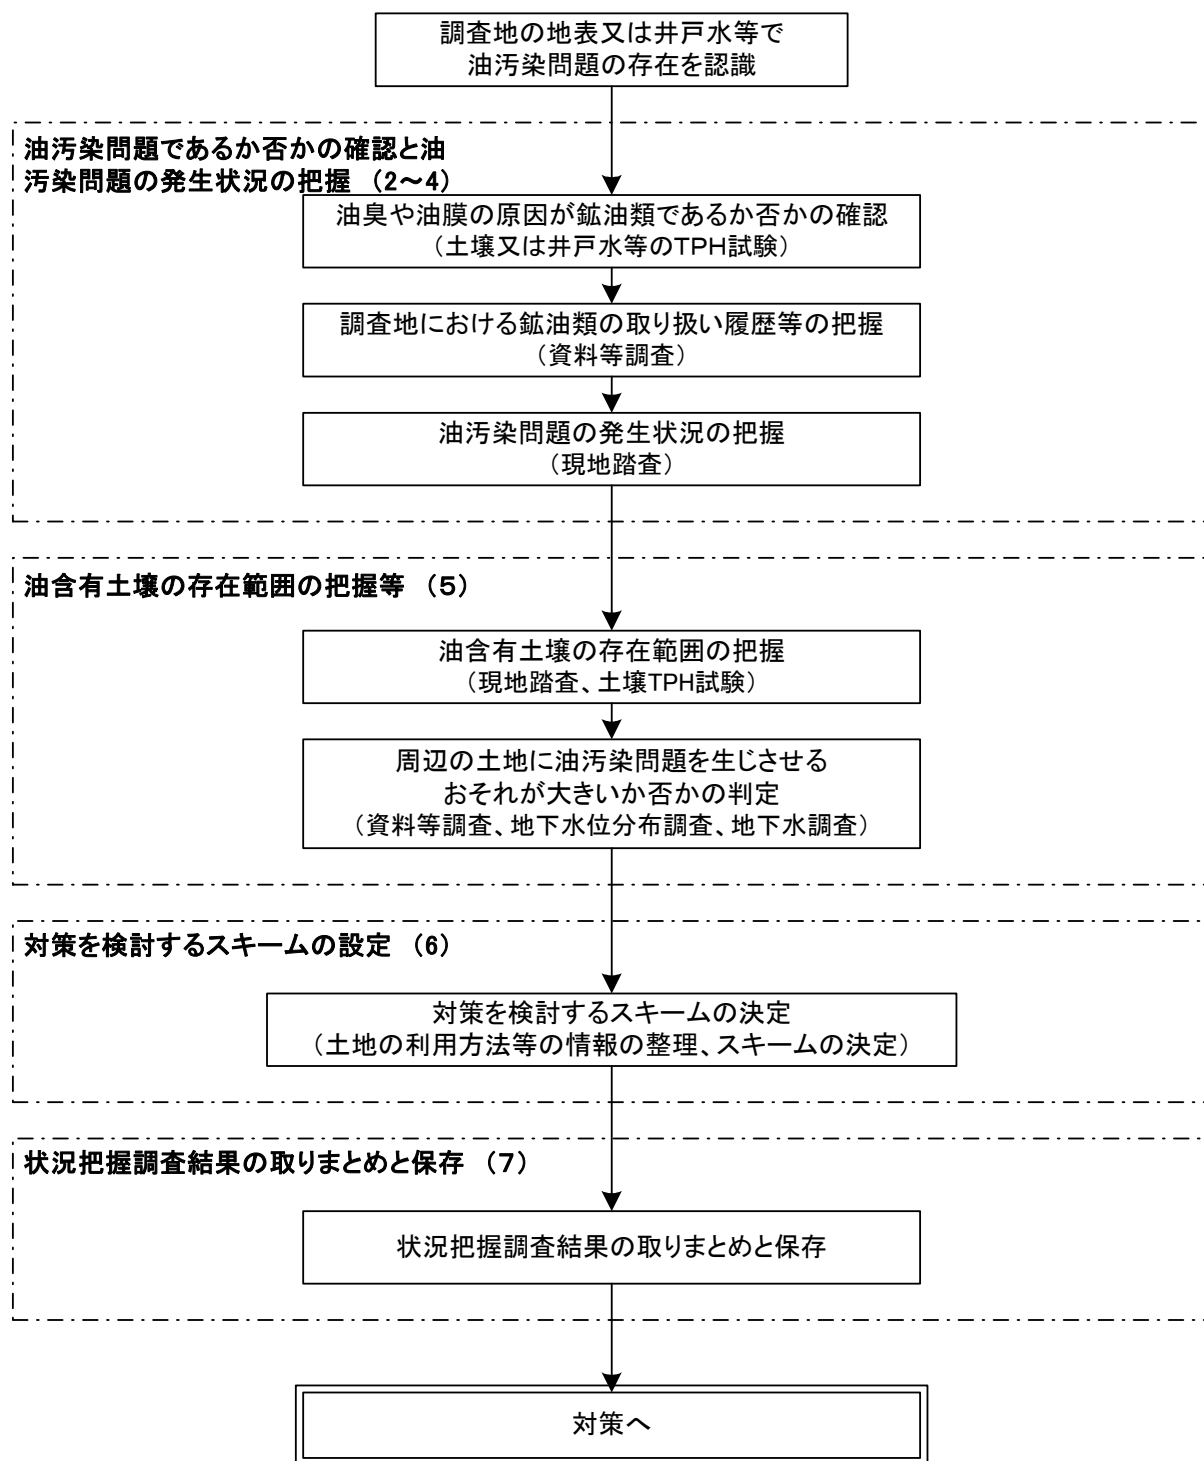 調査地の地表又は井戸水等で
油汚染問題の存在を認識
油汚染問題であるか否かの確認と油
汚染問題の発生状況の把握 (2~4)
油臭や油膜の原因が鉱油類であるか否かの確認
(土壌又は井戸水等のTPH試験)
調査地における鉱油類の取り扱い履歴等の把握
(資料等調査)
油汚染問題の発生状況の把握
(現地踏査)
油含有土壌の存在範囲の把握等 (5)
油含有土壌の存在範囲の把握
(現地踏査、土壌TPH試験)
周辺の土地に油汚染問題を生じさせる
おそれが大きいか否かの判定
(資料等調査、地下水位分布調査、地下水調査)
対策を検討するスキームの設定 (6)
対策を検討するスキームの決定
(土地の利用方法等の情報の整理、スキームの決定)
状況把握調査結果の取りまとめと保存 (7)
状況把握調査結果の取りまとめと保存
対策へ